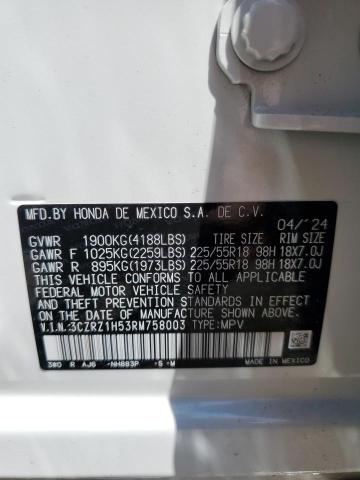 MFD.BY HONDA DE MEXICO S.A. DE C.V.
04/'24
GVWR 1900KG(4188LBS) TIRE SIZE RIM SIZE
GAWR F 1025KG(2259LBS) 225/55R18 98H 18X7.0J
GAWR R 895KG(1973LBS) 225/55R18 98H 18X7.0J
THIS VEHICLE CONFORMS TO ALL APPLICABLE
FEDERAL MOTOR VEHICLE SAFETY
AND THEFT PREVENTION STANDARDS IN EFFECT
ON THE DATE OF MANUFACTURE SHOWN ABOVE.
V.I.N.:3CZRZ1H53RM758003 TYPE:MPV
3W0 R AJ6 NH883P S M
MADE IN MEXICO